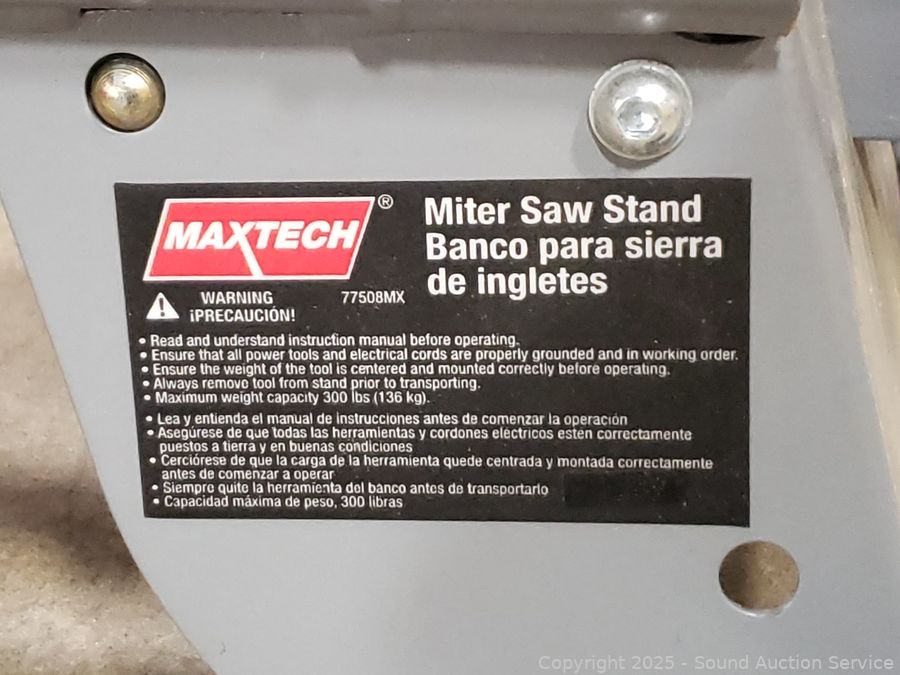 MAXTECH®
Miter Saw Stand
Banco para sierra
de ingletes
WARNING
¡PRECAUCIÓN!
77508MX
• Read and understand instruction manual before operating.
• Ensure that all power tools and electrical cords are properly grounded and in working order.
• Ensure the weight of the tool is centered and mounted correctly before operating.
• Always remove tool from stand prior to transporting.
• Maximum weight capacity 300 lbs (136 kg).
• Lea y entienda el manual de instrucciones antes de comenzar la operación
• Asegúrese de que todas las herramientas y cordones eléctricos estén correctamente
puestos a tierra y en buenas condiciones
• Cerciórese de que la carga de la herramienta quede centrada y montada correctamente
antes de comenzar a operar
• Siempre quite la herramienta del banco antes de transportarlo
• Capacidad máxima de peso, 300 libras
Copyright © 2025 - Sound Auction Service